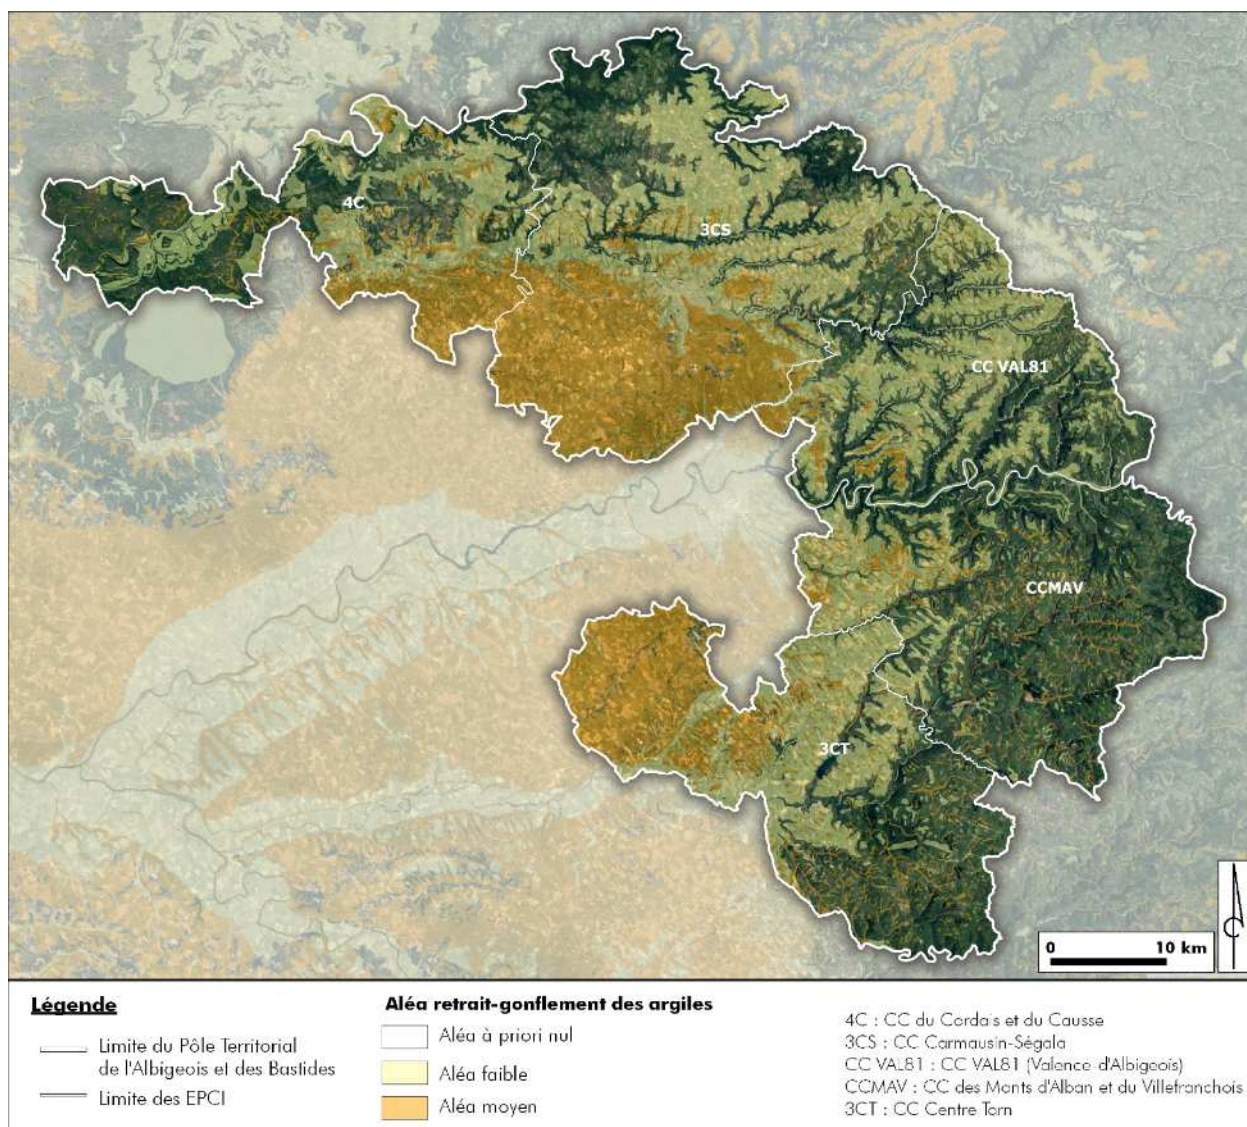 4C
3CS
CC VAL81
CCMAV
3CT
0 10 km
Légende
Limite du Pôle Territorial
de l'Albigeois et des Bastides
Limite des EPCI
Aléa retrait-gonflement des argiles
Aléa à priori nul
Aléa faible
Aléa moyen
4C : CC du Cordais et du Causse
3CS : CC Carmausin-Ségala
CC VAL81 : CC VAL81 (Valence-d'Albigeois)
CCMAV : CC des Monts d'Alban et du Villefranchois
3CT : CC Centre Tarn